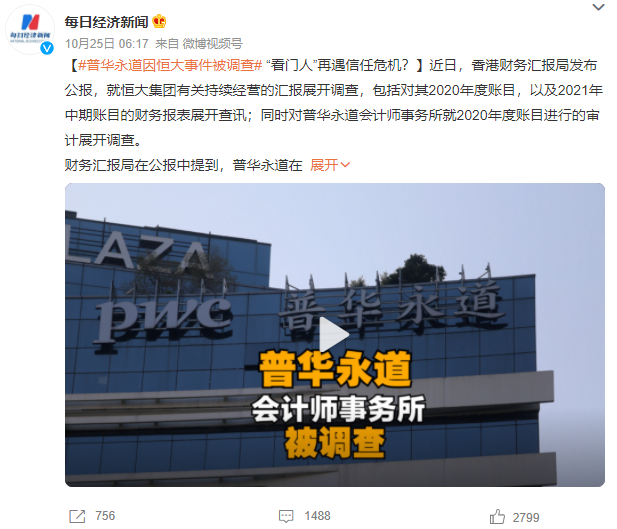 每日经济新闻
每日经济新闻
10月25日 06:17 来自 微博视频号
【#普华永道因恒大事件被调查# “看门人”再遇信任危机？】近日，香港财务汇报局发布
公报，就恒大集团有关持续经营的汇报展开调查，包括对其2020年度账目，以及2021年
中期账目的财务报表展开查讯；同时对普华永道会计师事务所就2020年度账目进行的审
计展开调查。
财务汇报局在公报中提到，普华永道在 展开
LAZA
pwc 普华永道
普华永道
会计师事务所
被调查
756 1488 2799